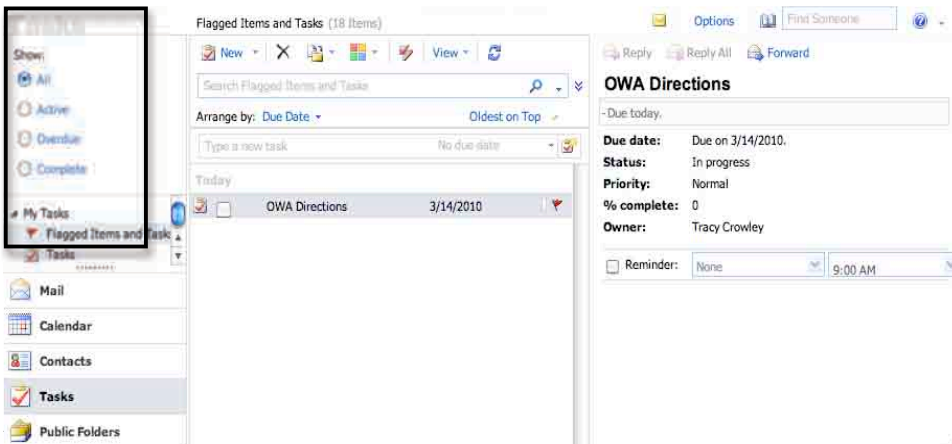 Show:
All
Active
Overdue
Complete
My Tasks
Flagged Items and Task
Tasks
Mail
Calendar
Contacts
Tasks
Public Folders
Flagged Items and Tasks (18 Items)
New View
Search Flagged Items and Tasks
Arrange by: Due Date Oldest on Top
Type a new task No due date
Today
OWA Directions 3/14/2010
Options Find Someone
Reply Reply All Forward
OWA Directions
- Due today.
Due date: Due on 3/14/2010.
Status: In progress
Priority: Normal
% complete: 0
Owner: Tracy Crowley
Reminder: None 9:00 AM